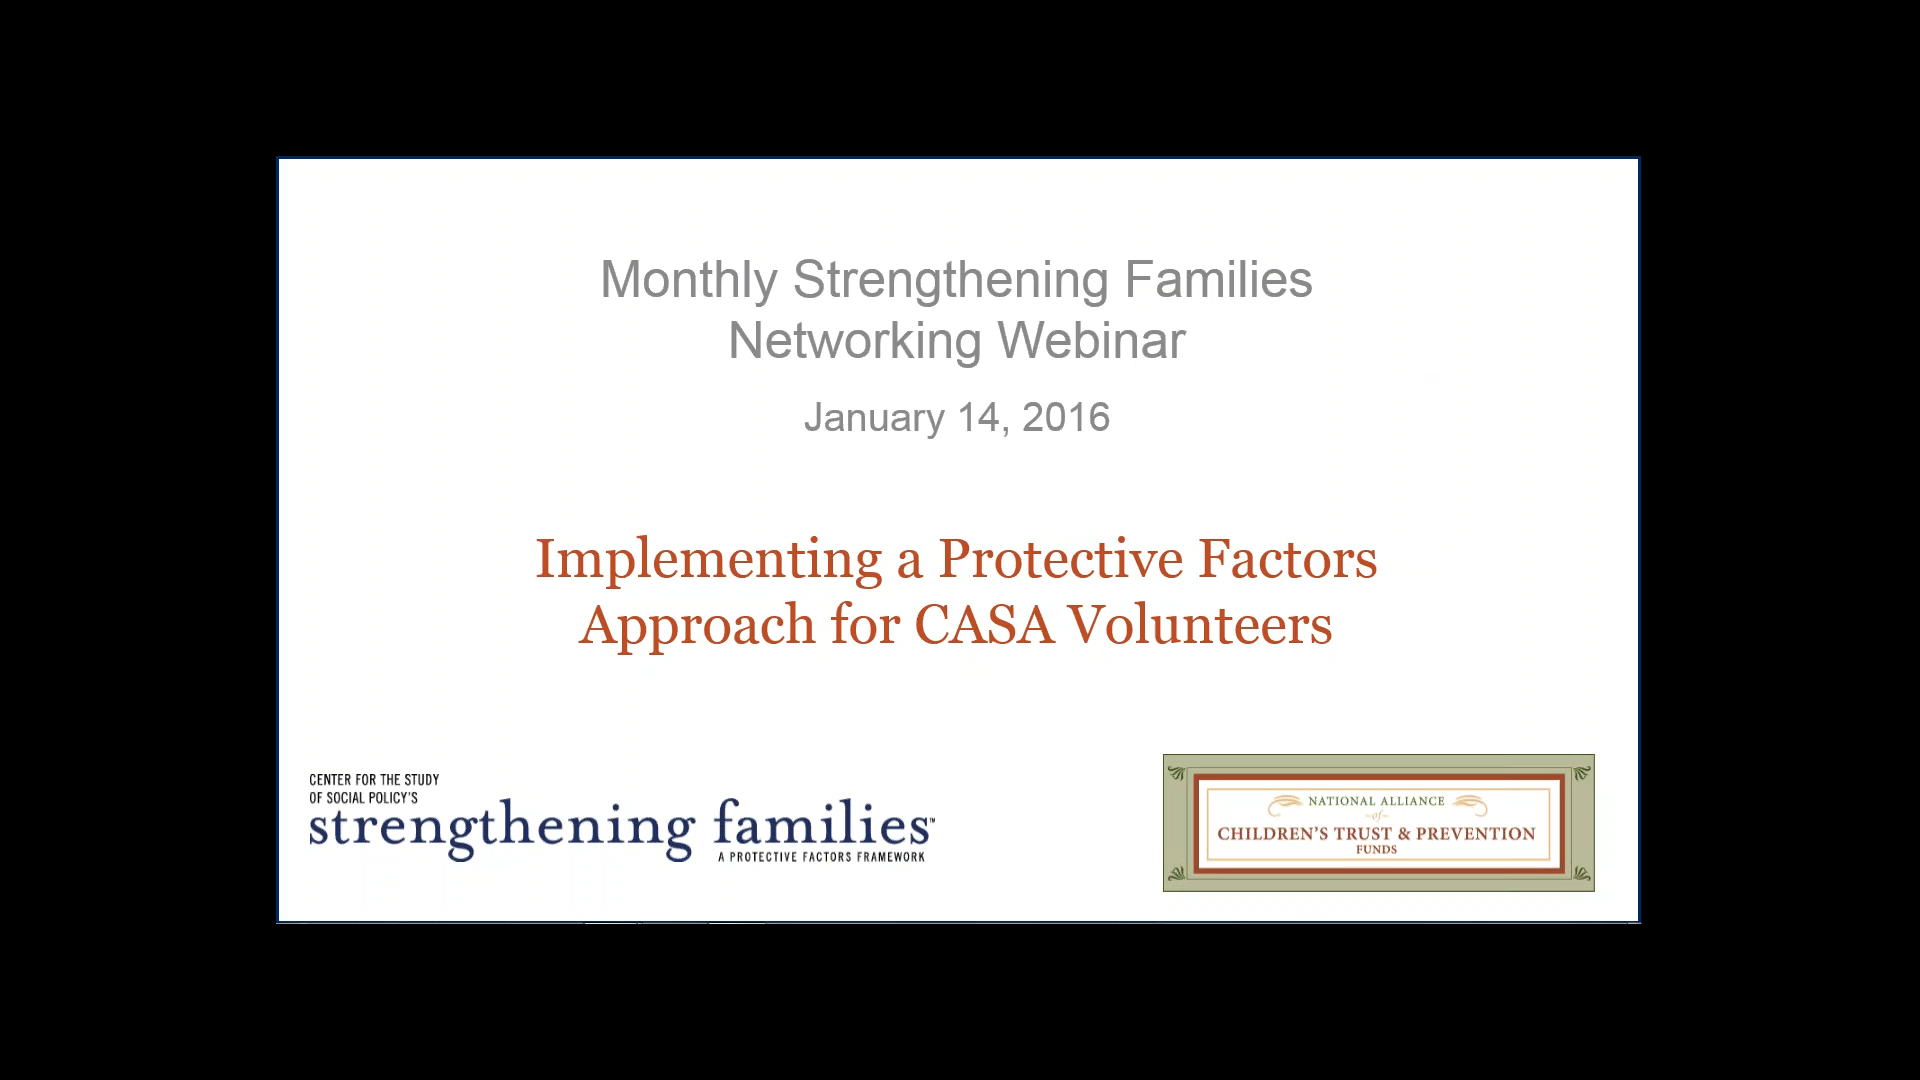 Monthly Strengthening Families
Networking Webinar
January 14, 2016
Implementing a Protective Factors
Approach for CASA Volunteers
CENTER FOR THE STUDY
OF SOCIAL POLICY'S
strengthening families™
A PROTECTIVE FACTORS FRAMEWORK
NATIONAL ALLIANCE
of
CHILDREN'S TRUST & PREVENTION
FUNDS